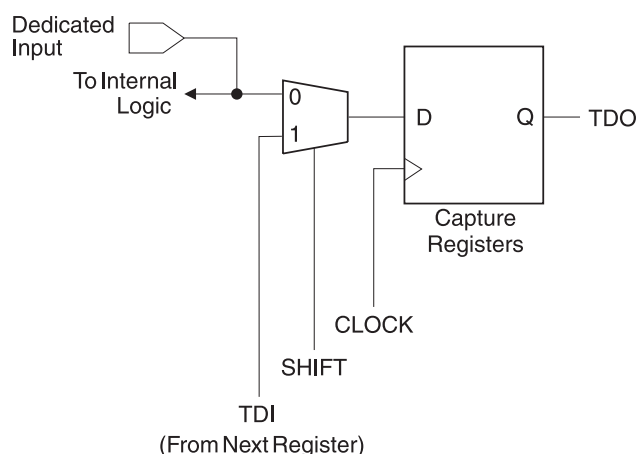 Dedicated
Input
To Internal
Logic
0
1
D
Q
TDO
Capture
Registers
CLOCK
SHIFT
TDI
(From Next Register)